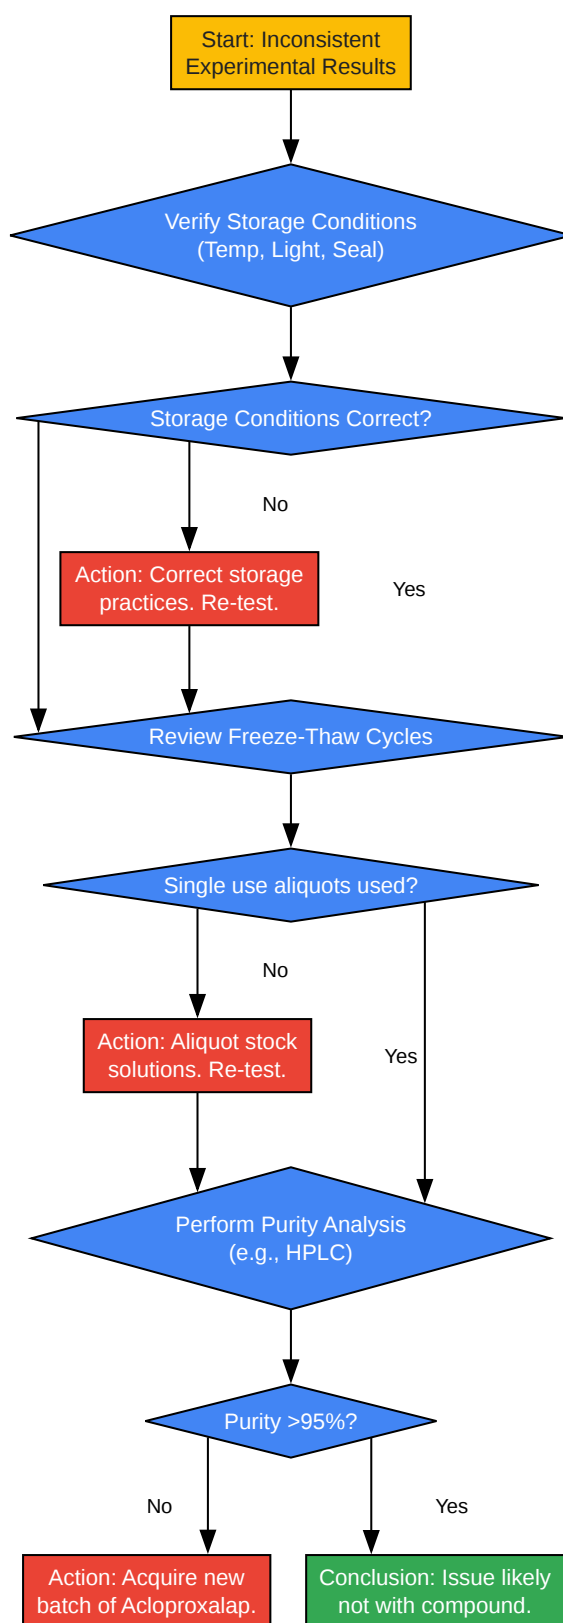 Start: Inconsistent
Experimental Results
Verify Storage Conditions
(Temp, Light, Seal)
Storage Conditions Correct?
No
Action: Correct storage
practices. Re-test.
Yes
Review Freeze-Thaw Cycles
Single use aliquots used?
No
Action: Aliquot stock
solutions. Re-test.
Yes
Perform Purity Analysis
(e.g., HPLC)
Purity >95%?
No
Yes
Action: Acquire new
batch of Acloproxalap.
Conclusion: Issue likely
not with compound.